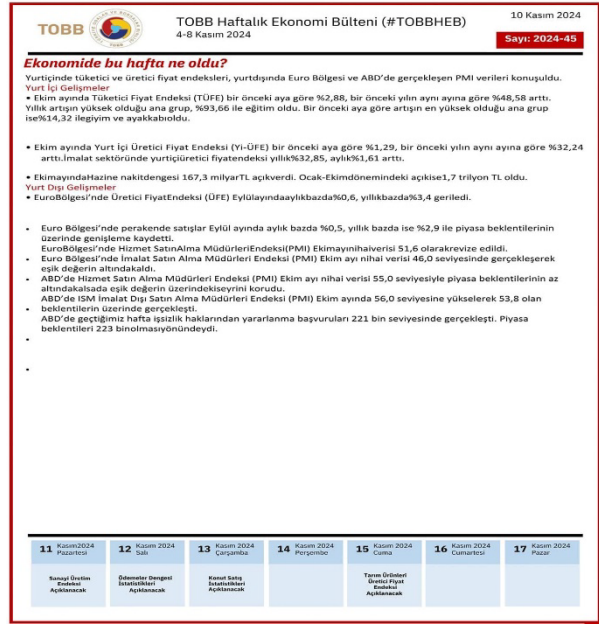 TOBB
TOBB Haftalık Ekonomi Bülteni (#TOBBHEB)
4-8 Kasım 2024
10 Kasım 2024
Sayı: 2024-45
Ekonomide bu hafta ne oldu?
Yurtiçinde tüketici ve üretici fiyat endeksleri, yurtdışında Euro Bölgesi ve ABD'de gerçekleşen PMI verileri konuşuldu.
Yurt İçi Gelişmeler
• Ekim ayında Tüketici Fiyat Endeksi (TÜFE) bir önceki aya göre %2,88, bir önceki yılın aynı ayına göre %48,58 arttı.
Yıllık artışın yüksek olduğu ana grup, %93,66 ile eğitim oldu. Bir önceki aya göre artışın en yüksek olduğu ana grup
ise%14,32 ilegiyim ve ayakkabıoldu.
• Ekim ayında Yurt İçi Üretici Fiyat Endeksi (Yi-ÜFE) bir önceki aya göre %1,29, bir önceki yılın aynı ayına göre %32,24
arttı.İmalat sektöründe yurtiçiüretici fiyatendeksi yıllık%32,85, aylık%1,61 arttı.
• EkimayındaHazine nakitdengesi 167,3 milyarTL açıkverdi. Ocak-Ekimdönemindeki açıkise1,7 trilyon TL oldu.
Yurt Dışı Gelişmeler
• EuroBölgesi'nde Üretici FiyatEndeksi (ÜFE) Eylülayındaaylıkbazda%0,6, yıllıkbazda%3,4 geriledi.
• Euro Bölgesi'nde perakende satışlar Eylül ayında aylık bazda %0,5, yıllık bazda ise %2,9 ile piyasa beklentilerinin
üzerinde genişleme kaydetti.
EuroBölgesi'nde Hizmet SatınAlma MüdürleriEndeksi(PMI) Ekimayınihaiverisi 51,6 olarakrevize edildi.
• Euro Bölgesi'nde İmalat Satın Alma Müdürleri Endeksi (PMI) Ekim ayı nihai verisi 46,0 seviyesinde gerçekleşerek
eşik değerin altındakaldı.
• ABD'de Hizmet Satın Alma Müdürleri Endeksi (PMI) Ekim ayı nihai verisi 55,0 seviyesiyle piyasa beklentilerinin az
altındakalsada eşik değerin üzerindekiseyrini korudu.
ABD'de ISM İmalat Dışı Satın Alma Müdürleri Endeksi (PMI) Ekim ayında 56,0 seviyesine yükselerek 53,8 olan
• beklentilerin üzerinde gerçekleşti.
ABD'de geçtiğimiz hafta işsizlik haklarından yararlanma başvuruları 221 bin seviyesinde gerçekleşti. Piyasa
beklentileri 223 binolmasıyönündeydi.
•
•
11 Kasım2024 Pazartesi
12 Kasım 2024 Salı
13 Kasım 2024 Çarşamba
14 Kasım 2024 Perşembe
15 Kasım 2024 Cuma
16 Kasım 2024 Cumartesi
17 Kasım 2024 Pazar
Sanayi Üretim
Endeksi
Açıklanacak
Ödemeler Dengesi
İstatistikleri
Açıklanacak
Konut Satış
İstatistikleri
Açıklanacak
Tarım Ürünleri
Üretici Fiyat
Endeksi
Açıklanacak